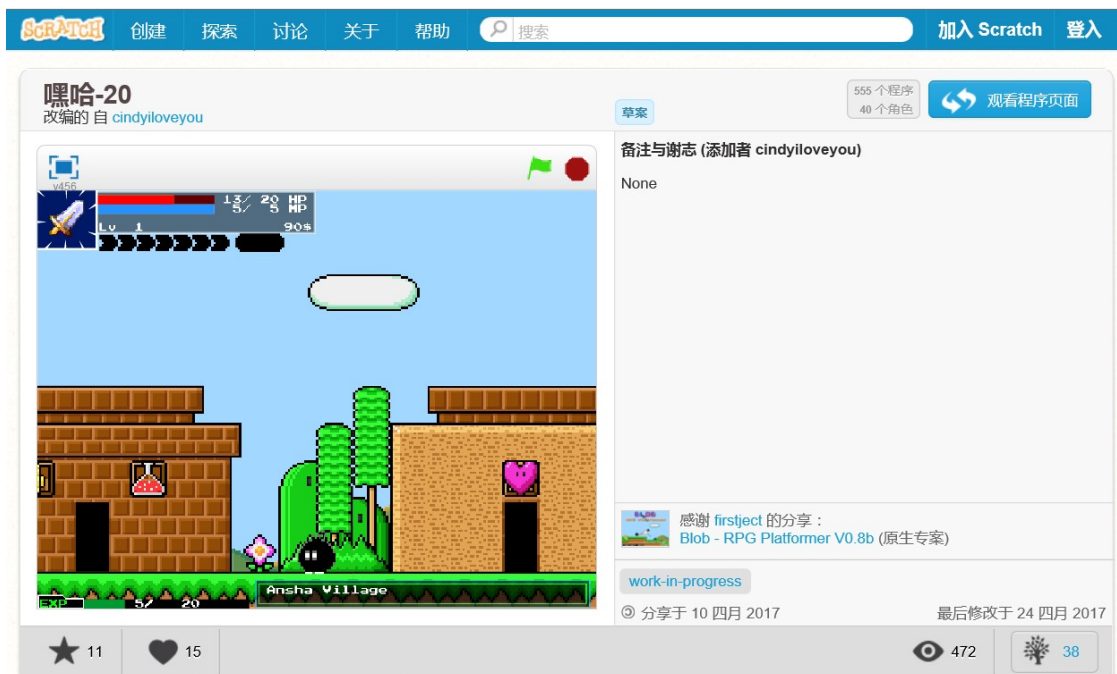 SCRATCH 创建 探索 讨论 关于 帮助 搜索 加入 Scratch 登入
嘿哈-20
改编的 自 cindyiloveyou
草案
555 个程序
40 个角色
观看程序页面
v456
13/ 20 HP
5/ 5 MP
Lv 1 90$
EXP 5/ 20
Ansha Village
备注与谢志 (添加者 cindyiloveyou)
None
感谢 firstject 的分享：
Blob - RPG Platformer V0.8b (原生专案)
work-in-progress
分享于 10 四月 2017 最后修改于 24 四月 2017
11 15 472 38